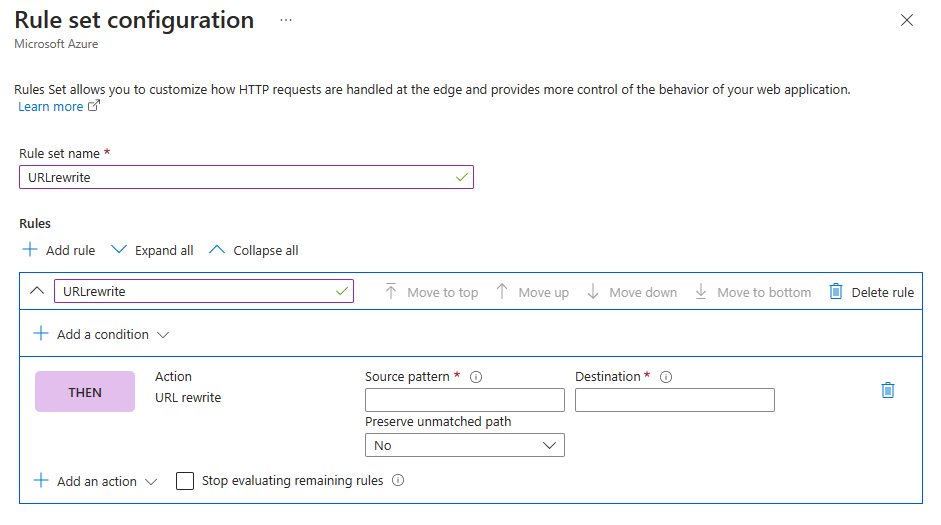 Rule set configuration ...
Microsoft Azure
Rules Set allows you to customize how HTTP requests are handled at the edge and provides more control of the behavior of your web application.
Learn more
Rule set name *
URLrewrite
Rules
Add rule Expand all Collapse all
URLrewrite Move to top Move up Move down Move to bottom Delete rule
Add a condition
THEN Action Source pattern * Destination *
URL rewrite
Preserve unmatched path
No
Add an action Stop evaluating remaining rules